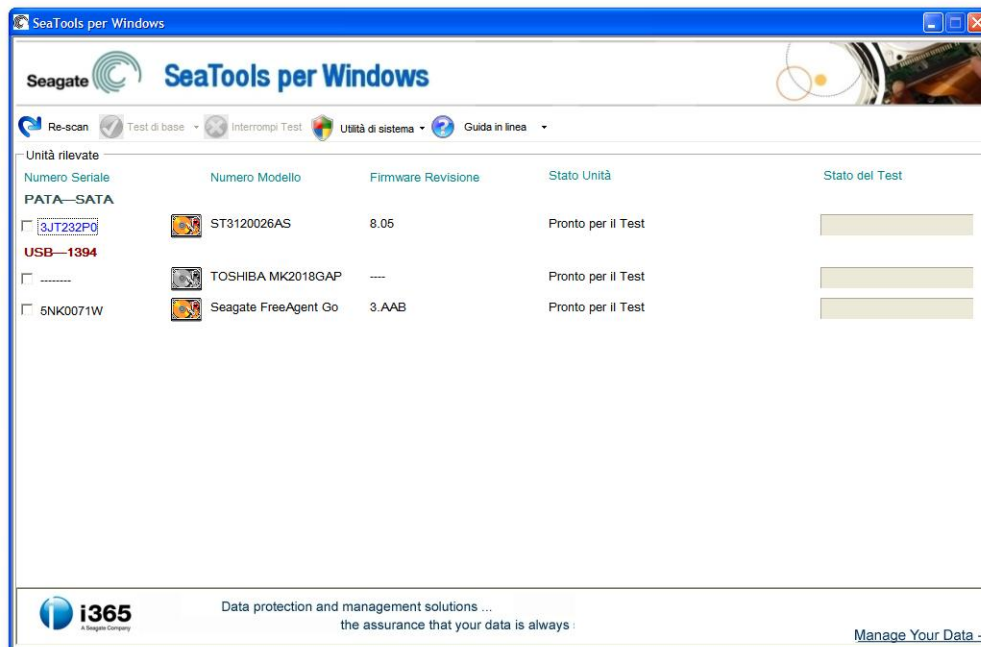 SeaTools per Windows
Seagate SeaTools per Windows
Re-scan Test di base Interrompi Test Utilità di sistema Guida in linea
Unità rilevate
Numero Seriale Numero Modello Firmware Revisione Stato Unità Stato del Test
PATA—SATA
3JT232P0 ST3120026AS 8.05 Pronto per il Test
USB—1394
-------- TOSHIBA MK2018GAP ---- Pronto per il Test
5NK0071W Seagate FreeAgent Go 3.AAB Pronto per il Test
i365
A Seagate Company
Data protection and management solutions ...
the assurance that your data is always
Manage Your Data -